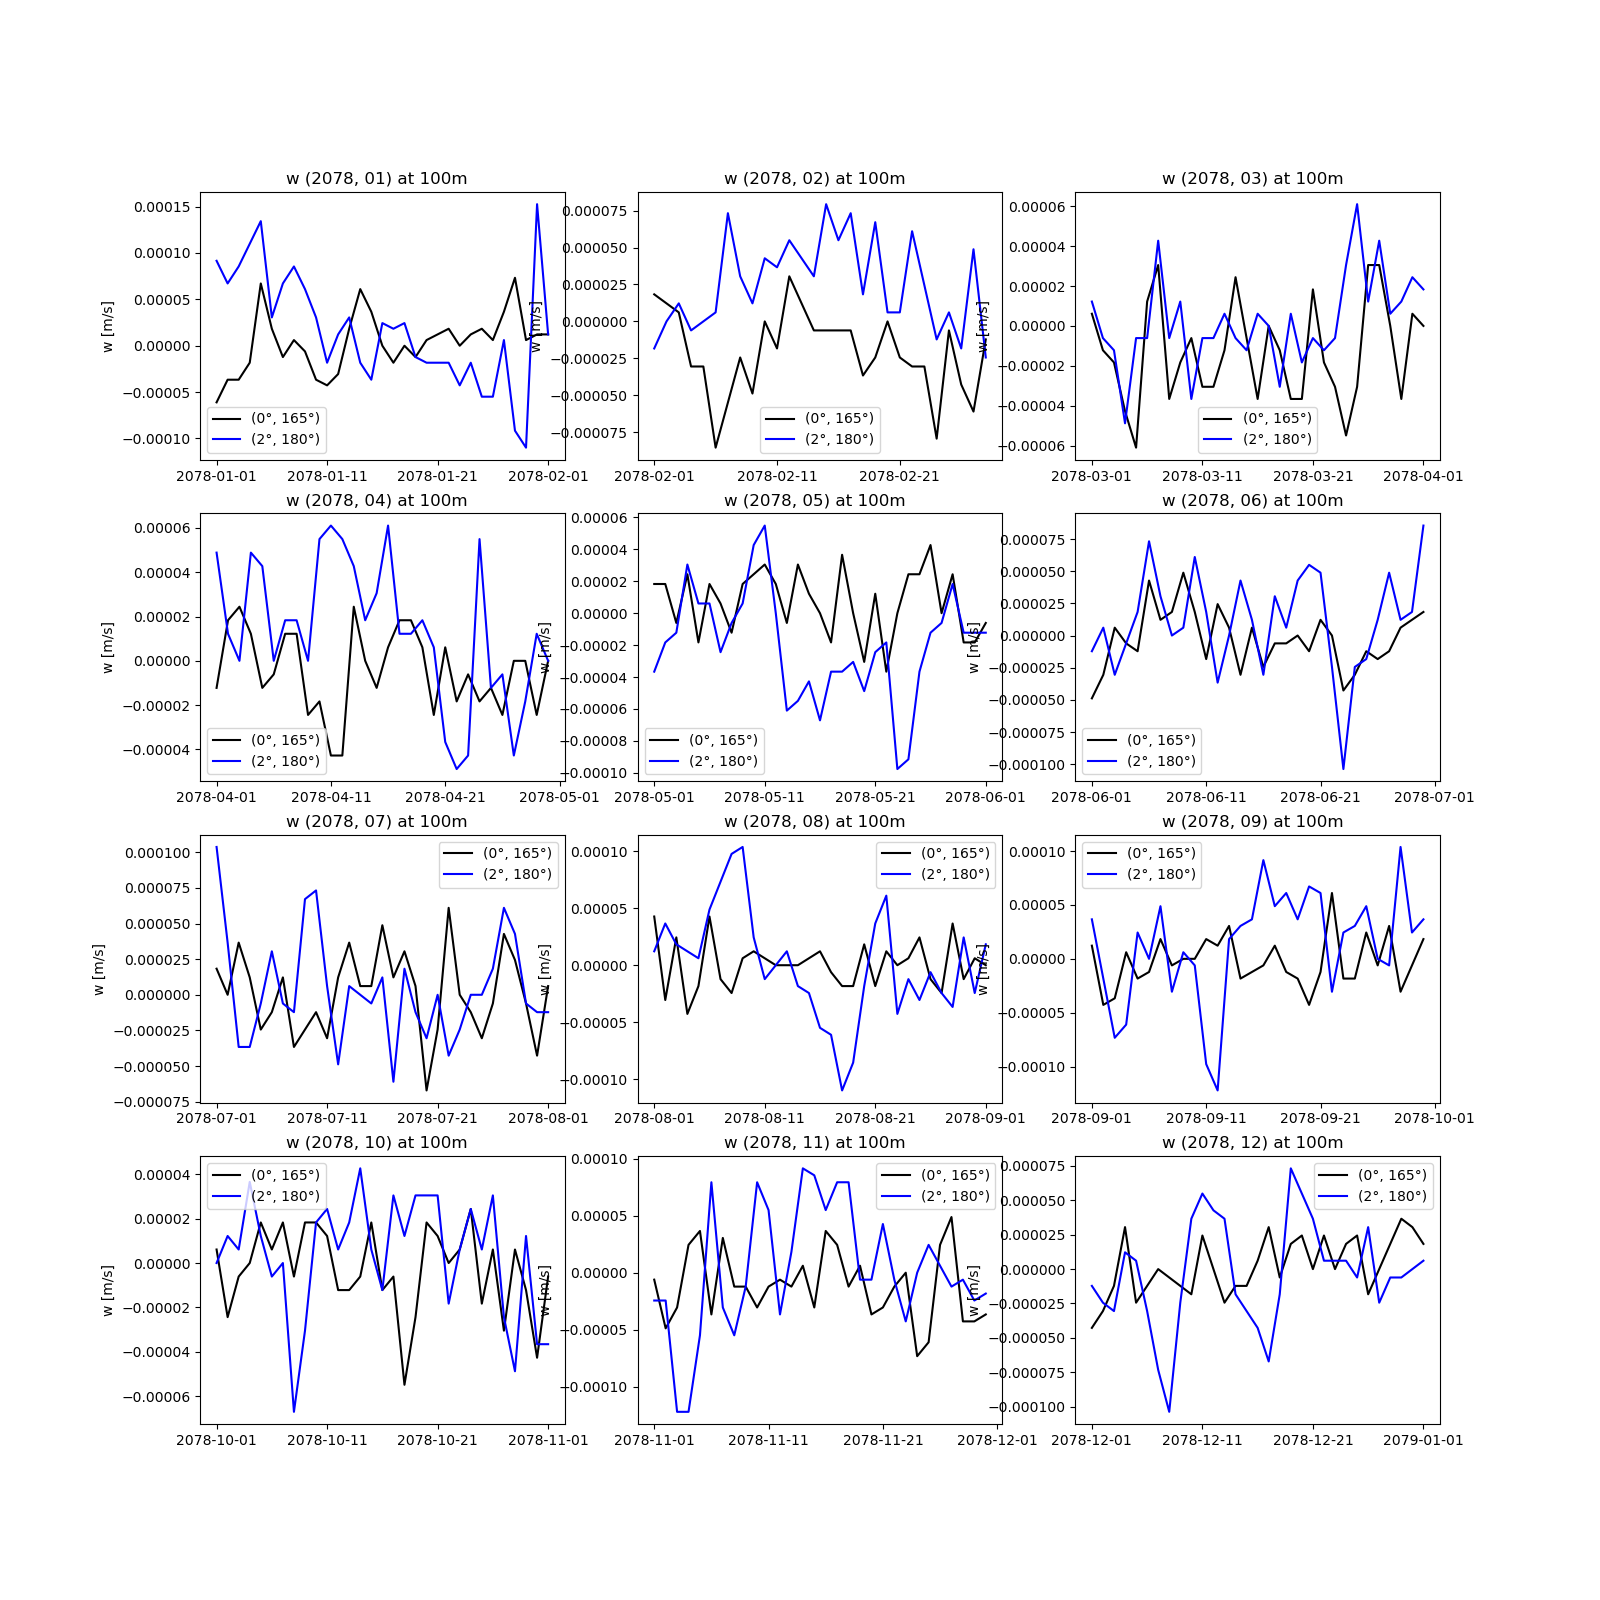 w (2078, 01) at 100m
w [m/s]
0.00015
0.00010
0.00005
0.00000
−0.00005
−0.00010
(0°, 165°)
(2°, 180°)
2078-01-01 2078-01-11 2078-01-21 2078-02-01
w (2078, 02) at 100m
w [m/s]
0.000075
0.000050
0.000025
0.000000
−0.000025
−0.000050
−0.000075
(0°, 165°)
(2°, 180°)
2078-02-01 2078-02-11 2078-02-21
w (2078, 03) at 100m
w [m/s]
0.00006
0.00004
0.00002
0.00000
−0.00002
−0.00004
−0.00006
(0°, 165°)
(2°, 180°)
2078-03-01 2078-03-11 2078-03-21 2078-04-01
w (2078, 04) at 100m
w [m/s]
0.00006
0.00004
0.00002
0.00000
−0.00002
−0.00004
(0°, 165°)
(2°, 180°)
2078-04-01 2078-04-11 2078-04-21 2078-05-01
w (2078, 05) at 100m
w [m/s]
0.00006
0.00004
0.00002
0.00000
−0.00002
−0.00004
−0.00006
−0.00008
−0.00010
(0°, 165°)
(2°, 180°)
2078-05-01 2078-05-11 2078-05-21 2078-06-01
w (2078, 06) at 100m
w [m/s]
0.000075
0.000050
0.000025
0.000000
−0.000025
−0.000050
−0.000075
−0.000100
(0°, 165°)
(2°, 180°)
2078-06-01 2078-06-11 2078-06-21 2078-07-01
w (2078, 07) at 100m
w [m/s]
0.000100
0.000075
0.000050
0.000025
0.000000
−0.000025
−0.000050
−0.000075
(0°, 165°)
(2°, 180°)
2078-07-01 2078-07-11 2078-07-21 2078-08-01
w (2078, 08) at 100m
w [m/s]
0.00010
0.00005
0.00000
−0.00005
−0.00010
(0°, 165°)
(2°, 180°)
2078-08-01 2078-08-11 2078-08-21 2078-09-01
w (2078, 09) at 100m
w [m/s]
0.00010
0.00005
0.00000
−0.00005
−0.00010
(0°, 165°)
(2°, 180°)
2078-09-01 2078-09-11 2078-09-21 2078-10-01
w (2078, 10) at 100m
w [m/s]
0.00004
0.00002
0.00000
−0.00002
−0.00004
−0.00006
(0°, 165°)
(2°, 180°)
2078-10-01 2078-10-11 2078-10-21 2078-11-01
w (2078, 11) at 100m
w [m/s]
0.00010
0.00005
0.00000
−0.00005
−0.00010
(0°, 165°)
(2°, 180°)
2078-11-01 2078-11-11 2078-11-21 2078-12-01
w (2078, 12) at 100m
w [m/s]
0.000075
0.000050
0.000025
0.000000
−0.000025
−0.000050
−0.000075
−0.000100
(0°, 165°)
(2°, 180°)
2078-12-01 2078-12-11 2078-12-21 2079-01-01